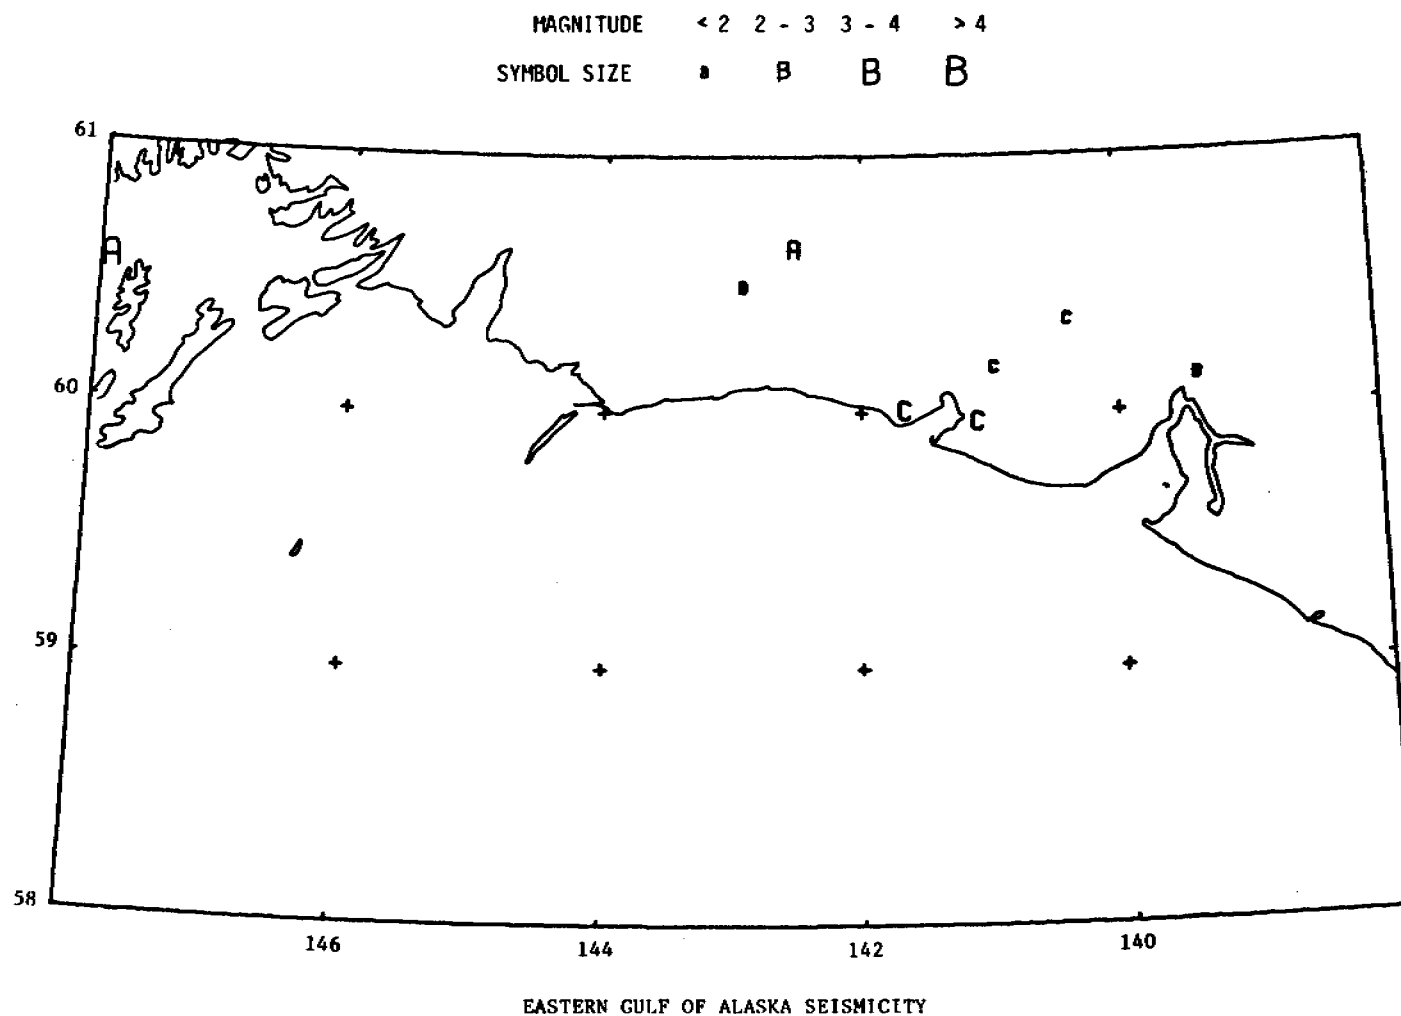 MAGNITUDE < 2 2 - 3 3 - 4 > 4
SYMBOL SIZE B B B B
61
A
A
B
C
C
B
60
C
C
59
58
146 144 142 140
EASTERN GULF OF ALASKA SEISMICITY